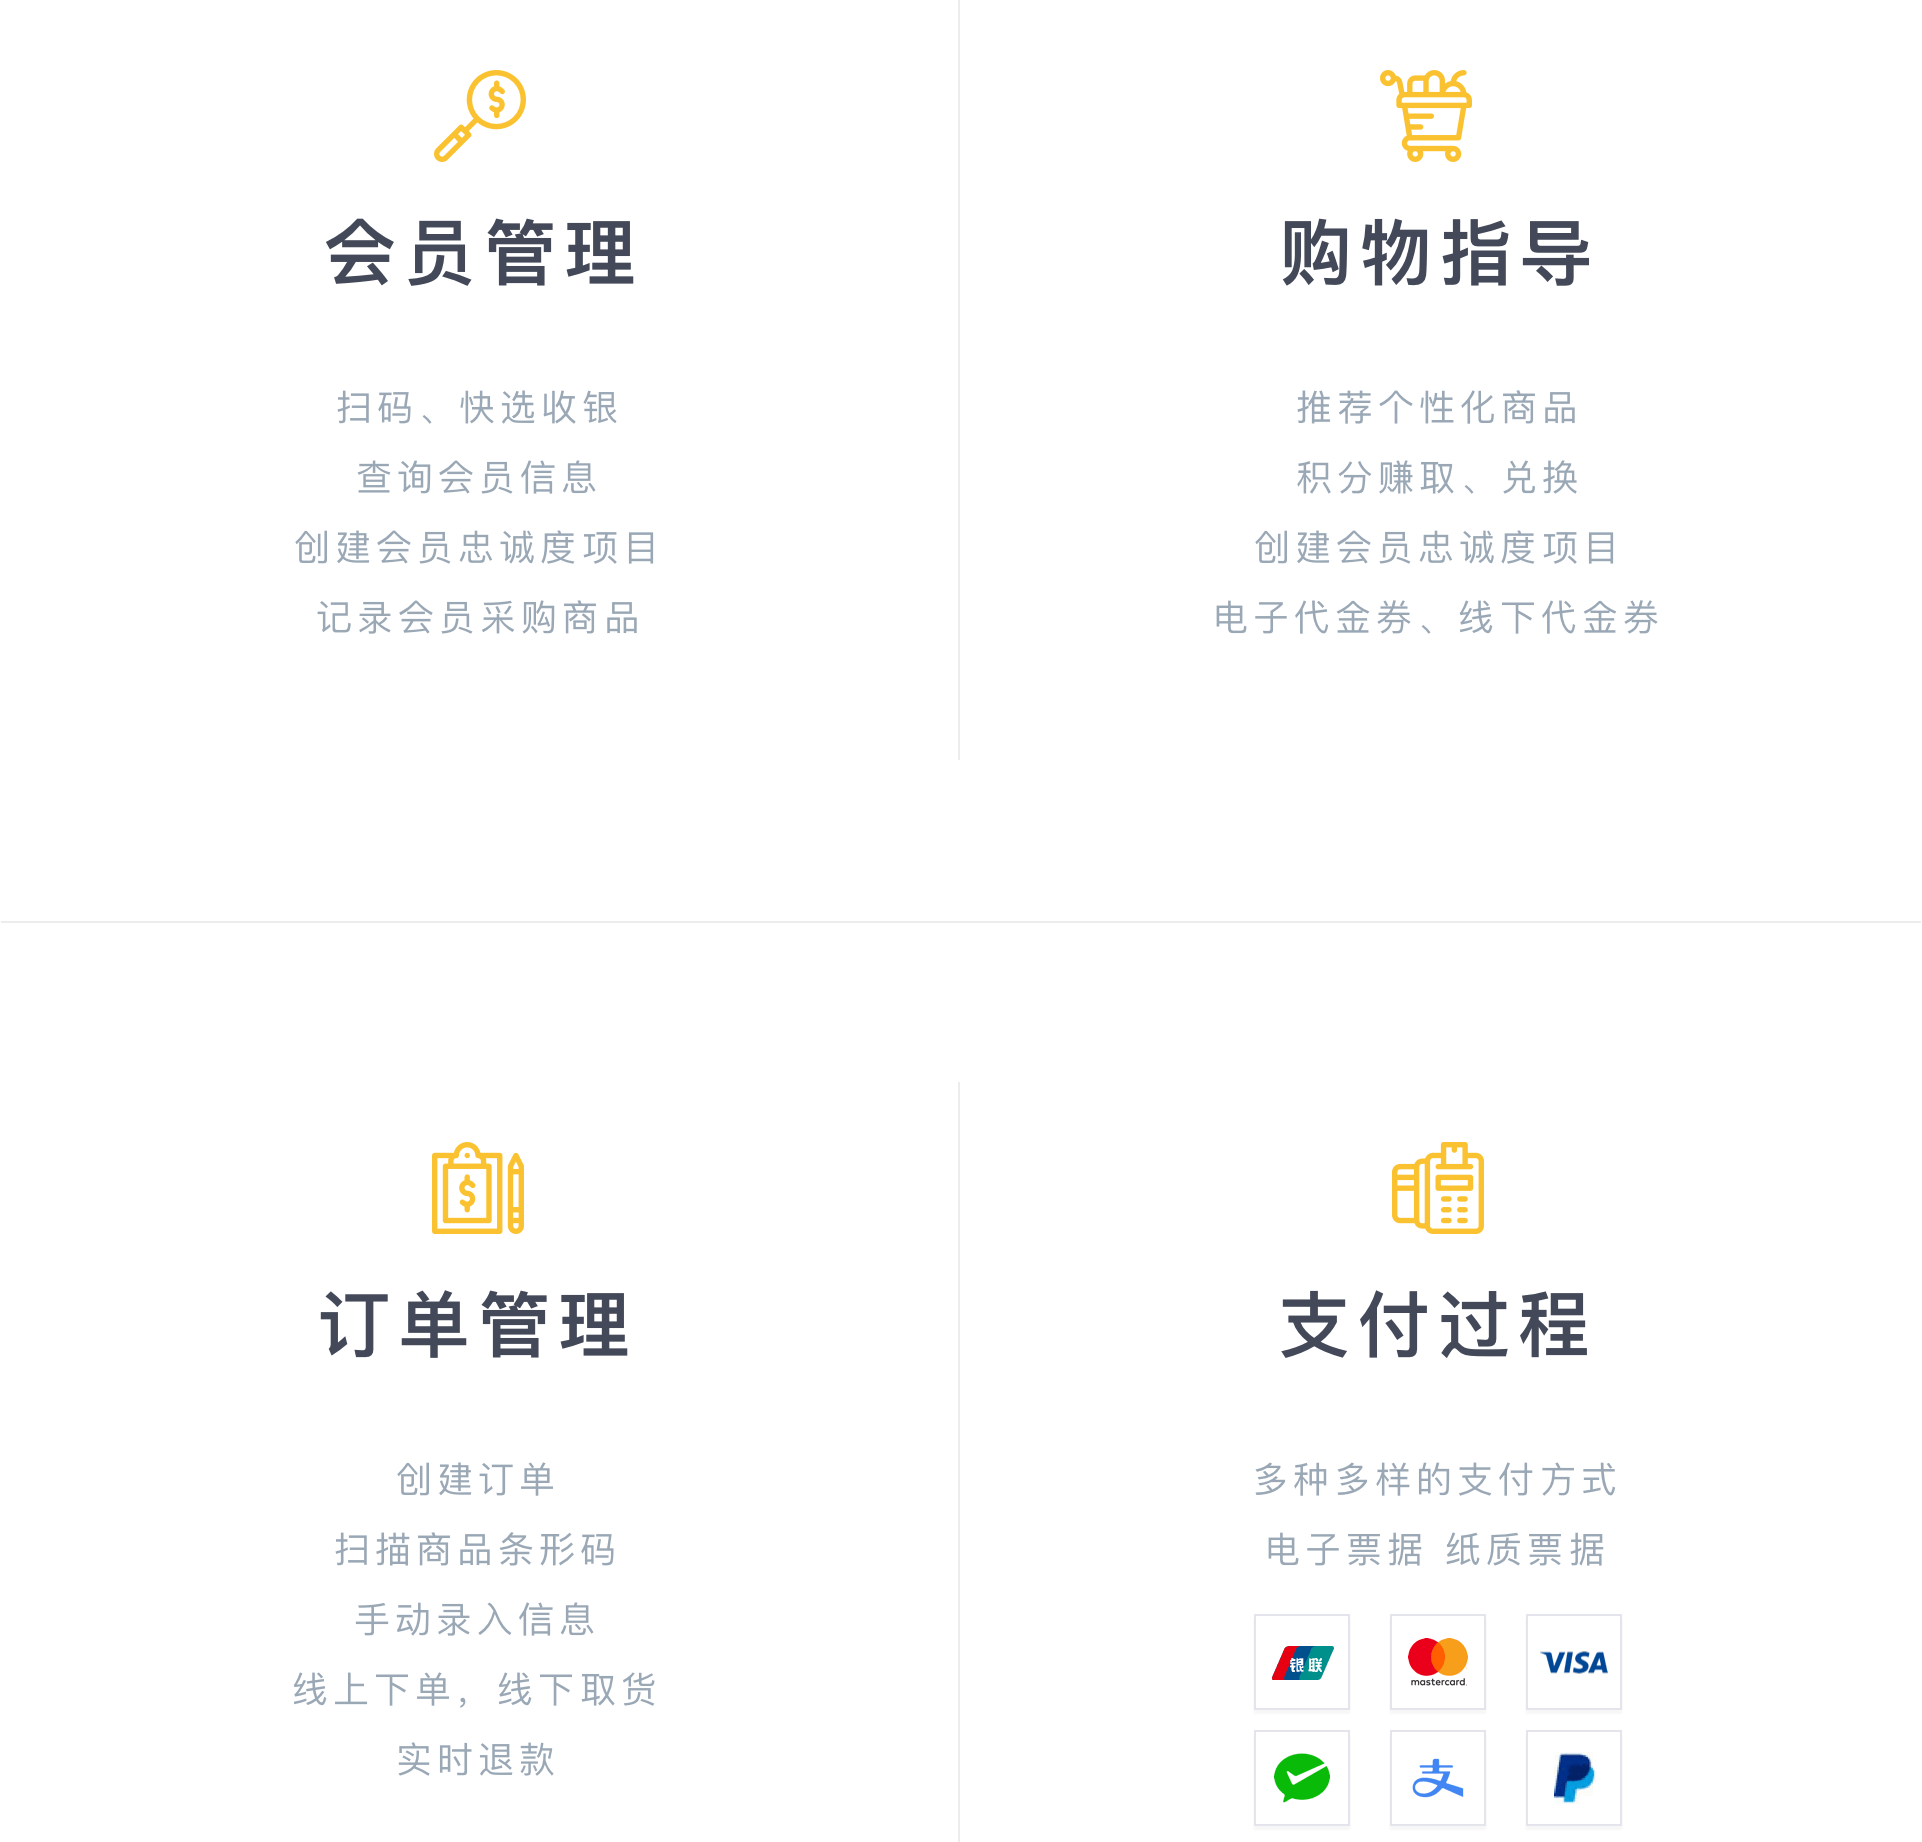 会员管理
扫码、快选收银
查询会员信息
创建会员忠诚度项目
记录会员采购商品
购物指导
推荐个性化商品
积分赚取、兑换
创建会员忠诚度项目
电子代金券、线下代金券
订单管理
创建订单
扫描商品条形码
手动录入信息
线上下单，线下取货
实时退款
支付过程
多种多样的支付方式
电子票据 纸质票据
银联
mastercard
VISA
支